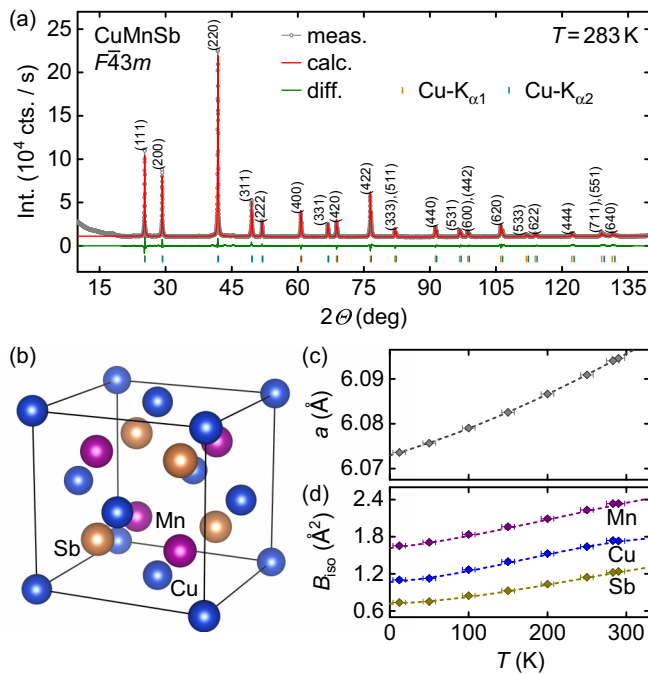 (a)
CuMnSb
F4̄3m
meas.
calc.
diff.
T = 283 K
Cu-Kα1
Cu-Kα2
(111)
(200)
(220)
(311)
(222)
(400)
(331)
(420)
(422)
(333),(511)
(440)
(531)
(600),(442)
(620)
(533)
(622)
(444)
(711),(551)
(640)
Int. (10⁴ cts. / s)
25
20
15
10
5
0
15 30 45 60 75 90 105 120 135
2Θ (deg)
(b)
Mn
Sb
Cu
(c)
a (Å)
6.09
6.08
6.07
(d)
Biso (Å²)
2.4
1.8
1.2
0.6
Mn
Cu
Sb
0 100 200 300
T (K)